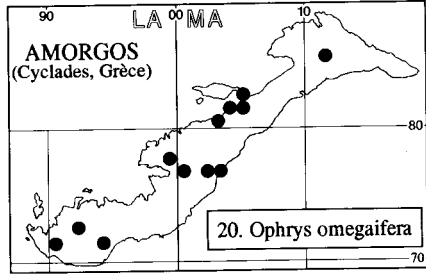 90 00 10
LA MA
AMORGOS
(Cyclades, Grèce)
80
20. Ophrys omegaifera
70